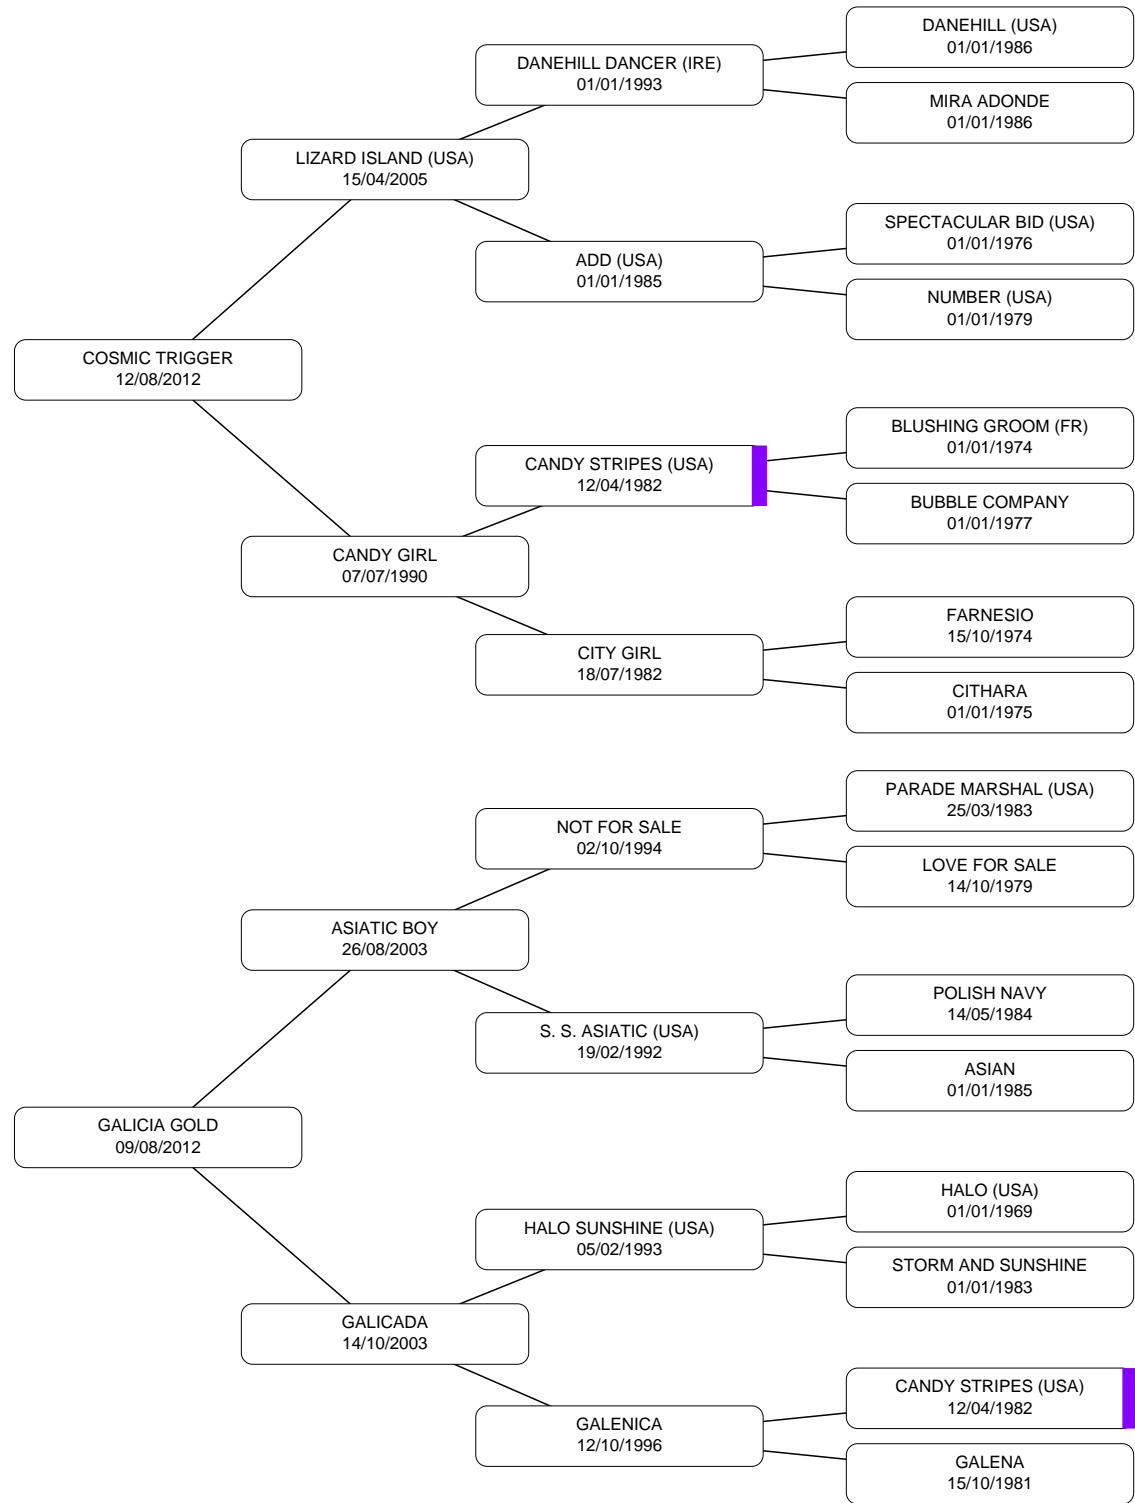 DANEHILL (USA)
01/01/1986
DANEHILL DANCER (IRE)
01/01/1993
MIRA ADONDE
01/01/1986
LIZARD ISLAND (USA)
15/04/2005
SPECTACULAR BID (USA)
01/01/1976
ADD (USA)
01/01/1985
NUMBER (USA)
01/01/1979
COSMIC TRIGGER
12/08/2012
BLUSHING GROOM (FR)
01/01/1974
CANDY STRIPES (USA)
12/04/1982
BUBBLE COMPANY
01/01/1977
CANDY GIRL
07/07/1990
FARNESIO
15/10/1974
CITY GIRL
18/07/1982
CITHARA
01/01/1975
PARADE MARSHAL (USA)
25/03/1983
NOT FOR SALE
02/10/1994
LOVE FOR SALE
14/10/1979
ASIATIC BOY
26/08/2003
POLISH NAVY
14/05/1984
S. S. ASIATIC (USA)
19/02/1992
ASIAN
01/01/1985
GALICIA GOLD
09/08/2012
HALO (USA)
01/01/1969
HALO SUNSHINE (USA)
05/02/1993
STORM AND SUNSHINE
01/01/1983
GALICADA
14/10/2003
CANDY STRIPES (USA)
12/04/1982
GALENICA
12/10/1996
GALENA
15/10/1981